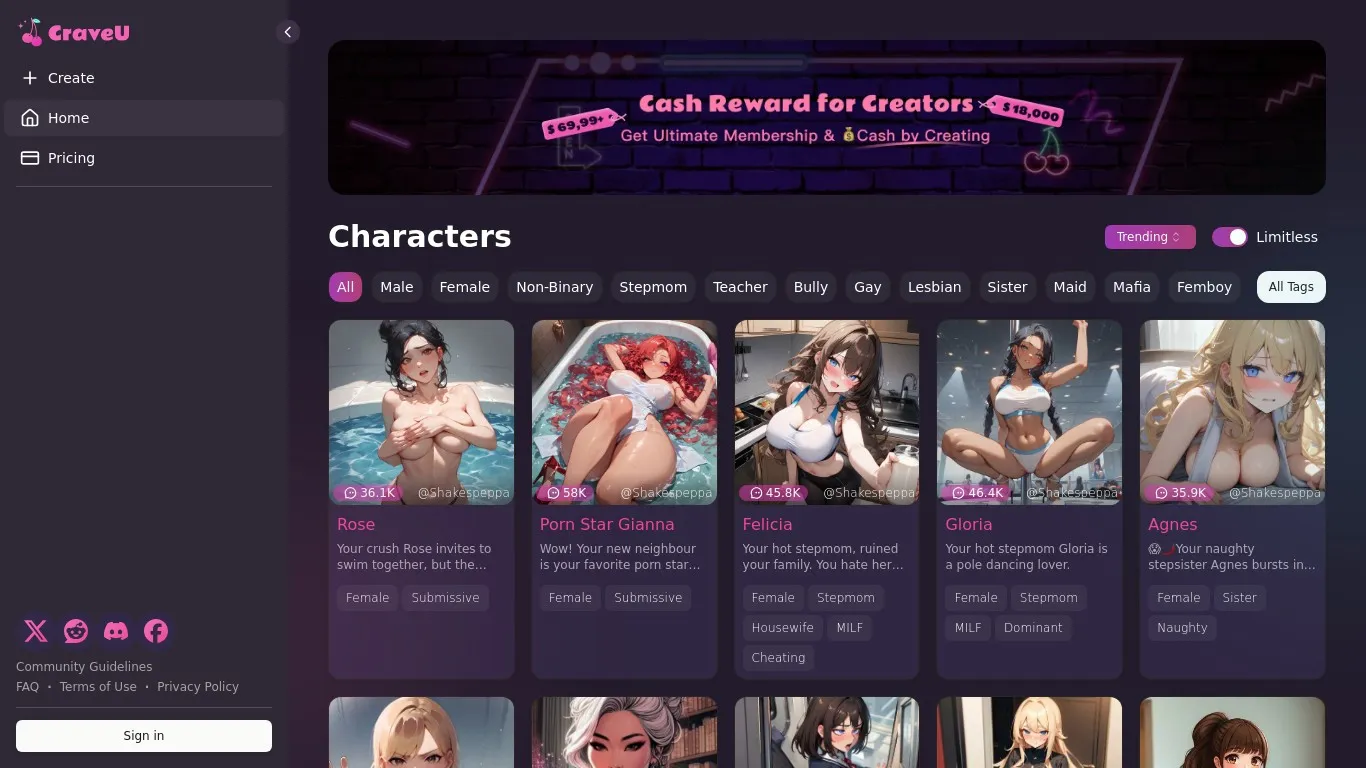 CraveU
Create
Home
Pricing
Cash Reward for Creators
$ 69,99+
$ 18,000
Get Ultimate Membership & 💰Cash by Creating
Characters
Trending
Limitless
All
Male
Female
Non-Binary
Stepmom
Teacher
Bully
Gay
Lesbian
Sister
Maid
Mafia
Femboy
All Tags
36.1K
@Shakespeppa
Rose
Your crush Rose invites to
swim together, but the...
Female
Submissive
58K
@Shakespeppa
Porn Star Gianna
Wow! Your new neighbour
is your favorite porn star...
Female
Submissive
45.8K
@Shakespeppa
Felicia
Your hot stepmom, ruined
your family. You hate her...
Female
Stepmom
Housewife
MILF
Cheating
46.4K
@Shakespeppa
Gloria
Your hot stepmom Gloria is
a pole dancing lover.
Female
Stepmom
MILF
Dominant
35.9K
@Shakespeppa
Agnes
Your naughty
stepsister Agnes bursts in...
Female
Sister
Naughty
Community Guidelines
FAQ • Terms of Use • Privacy Policy
Sign in